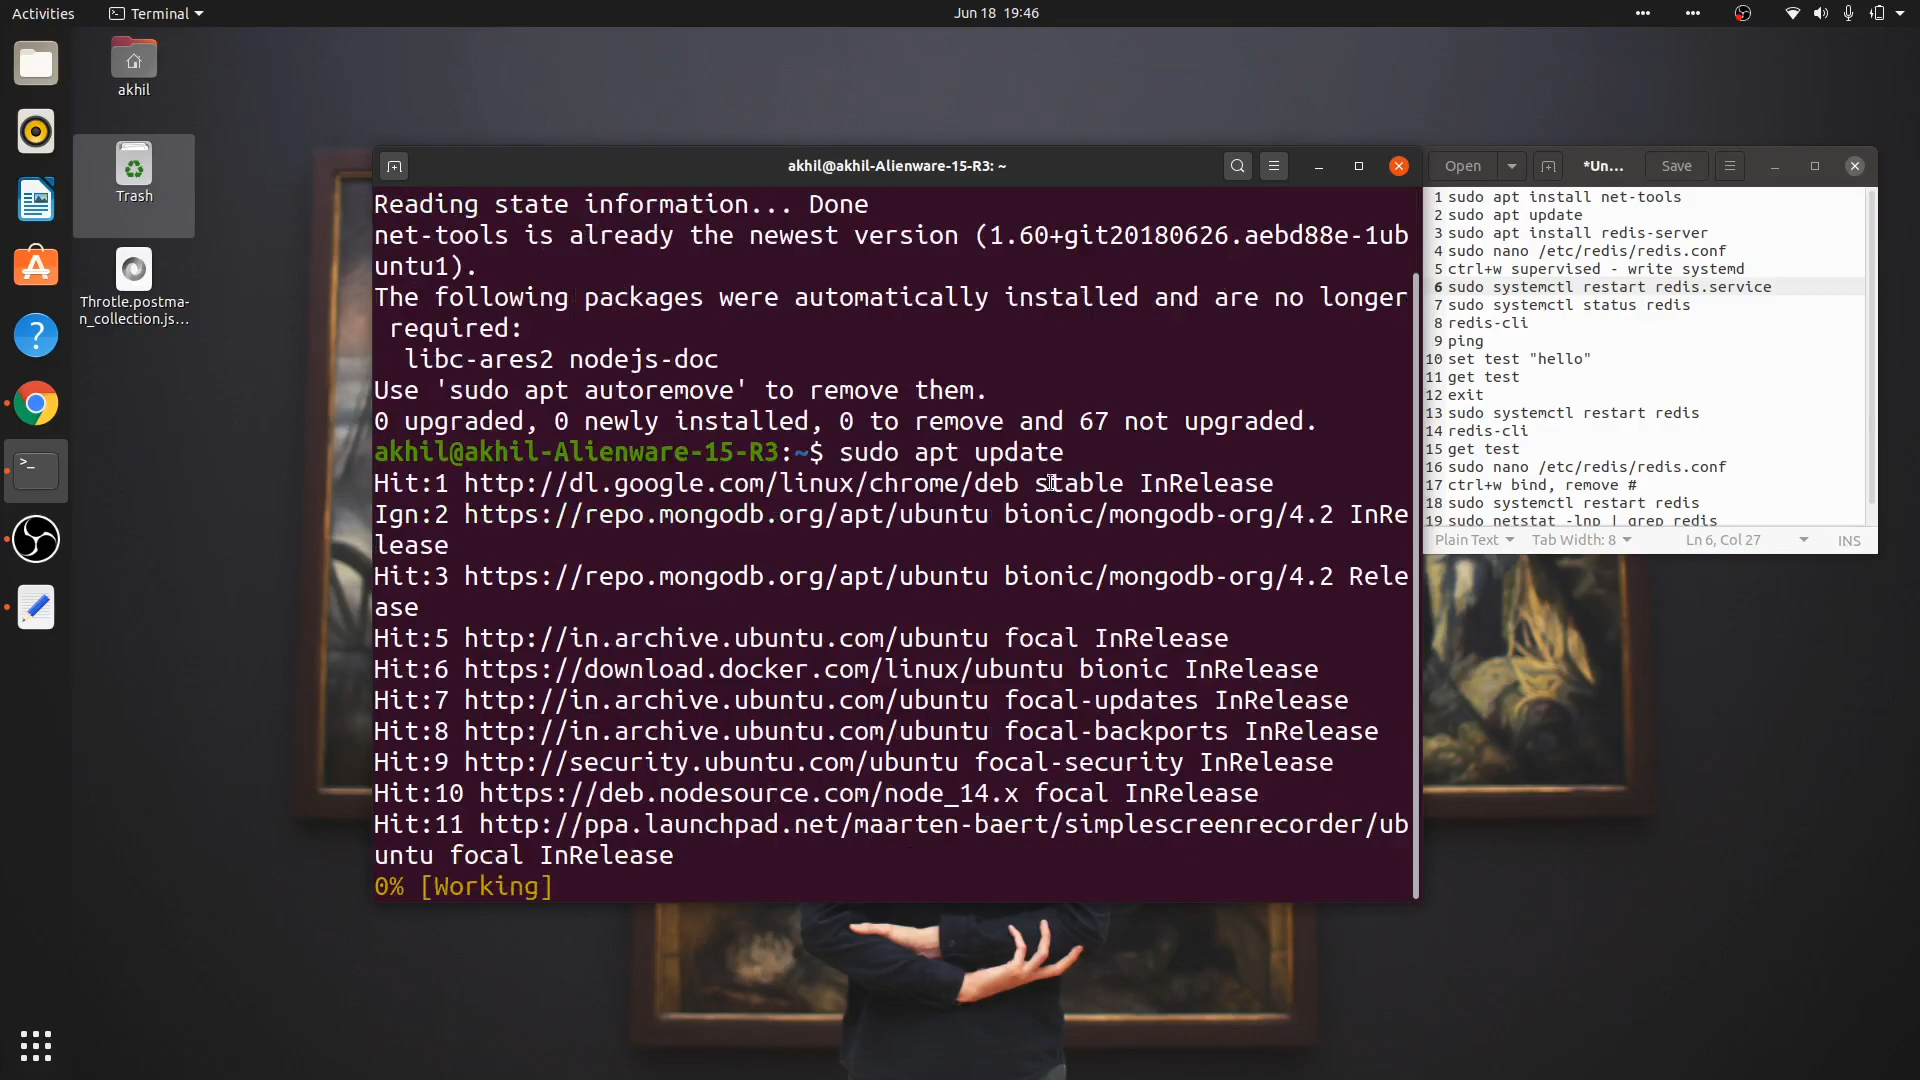 Activities
Terminal
Jun 18 19:46
akhil
Trash
Throtle.postma-
n_collection.js...
akhil@akhil-Alienware-15-R3: ~
Reading state information... Done
net-tools is already the newest version (1.60+git20180626.aebd88e-1ub
untu1).
The following packages were automatically installed and are no longer
required:
libc-ares2 nodejs-doc
Use 'sudo apt autoremove' to remove them.
0 upgraded, 0 newly installed, 0 to remove and 67 not upgraded.
akhil@akhil-Alienware-15-R3:~$ sudo apt update
Hit:1 http://dl.google.com/linux/chrome/deb stable InRelease
Ign:2 https://repo.mongodb.org/apt/ubuntu bionic/mongodb-org/4.2 InRe
lease
Hit:3 https://repo.mongodb.org/apt/ubuntu bionic/mongodb-org/4.2 Rele
ase
Hit:5 http://in.archive.ubuntu.com/ubuntu focal InRelease
Hit:6 https://download.docker.com/linux/ubuntu bionic InRelease
Hit:7 http://in.archive.ubuntu.com/ubuntu focal-updates InRelease
Hit:8 http://in.archive.ubuntu.com/ubuntu focal-backports InRelease
Hit:9 http://security.ubuntu.com/ubuntu focal-security InRelease
Hit:10 https://deb.nodesource.com/node_14.x focal InRelease
Hit:11 http://ppa.launchpad.net/maarten-baert/simplescreenrecorder/ub
untu focal InRelease
0% [Working]
Open
*Un...
Save
1 sudo apt install net-tools
2 sudo apt update
3 sudo apt install redis-server
4 sudo nano /etc/redis/redis.conf
5 ctrl+w supervised - write systemd
6 sudo systemctl restart redis.service
7 sudo systemctl status redis
8 redis-cli
9 ping
10 set test "hello"
11 get test
12 exit
13 sudo systemctl restart redis
14 redis-cli
15 get test
16 sudo nano /etc/redis/redis.conf
17 ctrl+w bind, remove #
18 sudo systemctl restart redis
19 sudo netstat -lnp | grep redis
Plain Text
Tab Width: 8
Ln 6, Col 27
INS